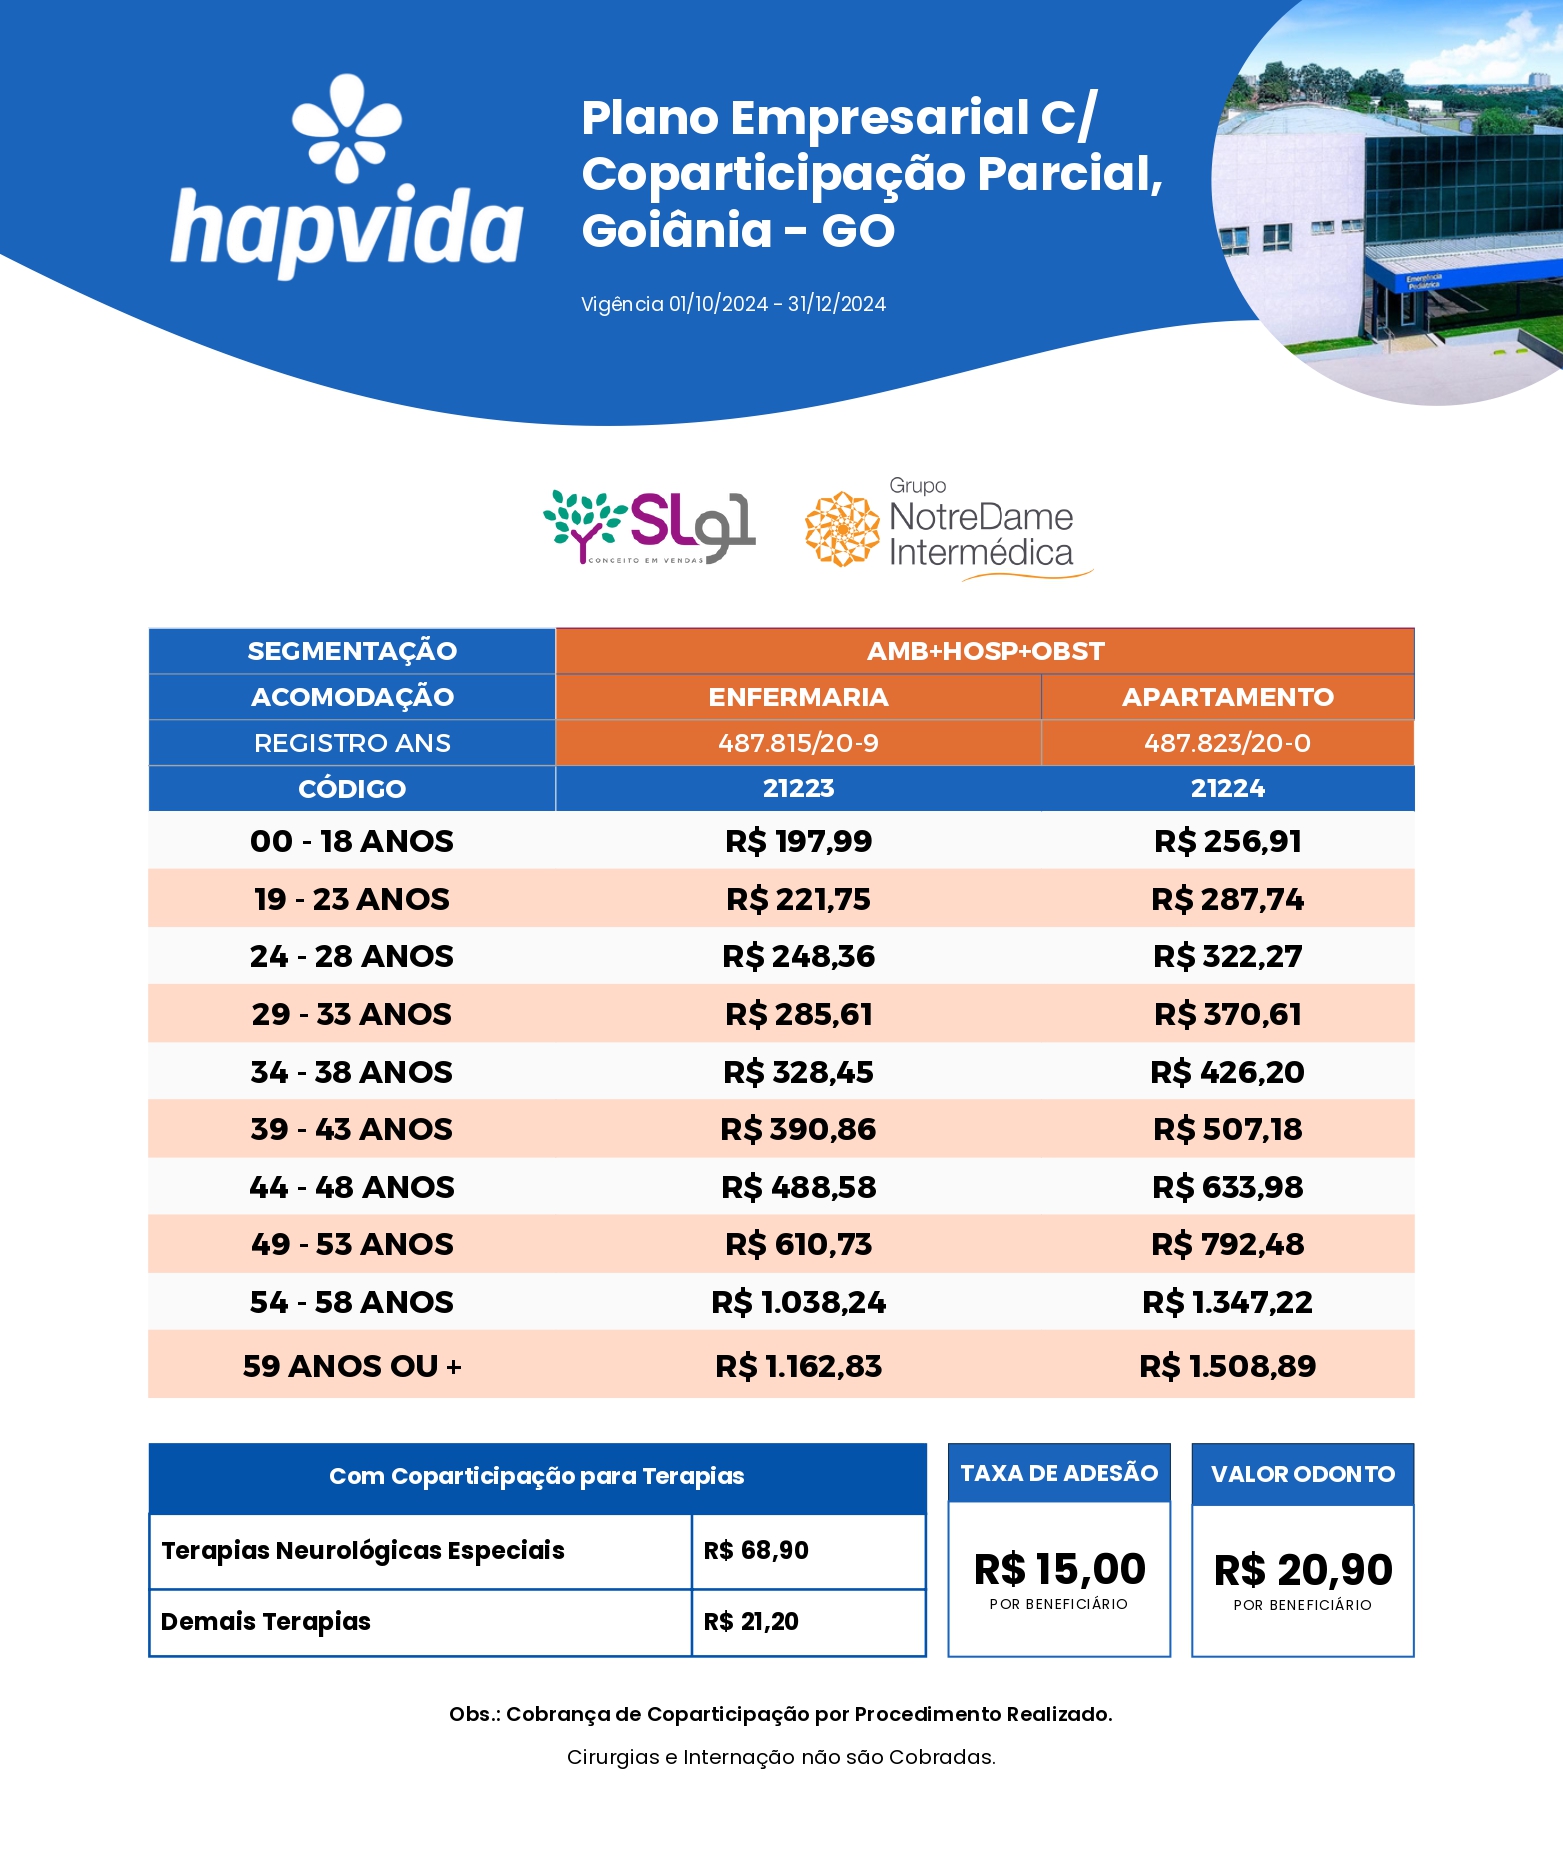 hapvida
Plano Empresarial C/
Coparticipação Parcial,
Goiânia - GO
Vigência 01/10/2024 - 31/12/2024
Emergência
Pediátrica
SLg1
CONCEITO EM VENDAS
Grupo
NotreDame
Intermédica
SEGMENTAÇÃO AMB+HOSP+OBST
ACOMODAÇÃO ENFERMARIA APARTAMENTO
REGISTRO ANS 487.815/20-9 487.823/20-0
CÓDIGO 21223 21224
00 - 18 ANOS R$ 197,99 R$ 256,91
19 - 23 ANOS R$ 221,75 R$ 287,74
24 - 28 ANOS R$ 248,36 R$ 322,27
29 - 33 ANOS R$ 285,61 R$ 370,61
34 - 38 ANOS R$ 328,45 R$ 426,20
39 - 43 ANOS R$ 390,86 R$ 507,18
44 - 48 ANOS R$ 488,58 R$ 633,98
49 - 53 ANOS R$ 610,73 R$ 792,48
54 - 58 ANOS R$ 1.038,24 R$ 1.347,22
59 ANOS OU + R$ 1.162,83 R$ 1.508,89
Com Coparticipação para Terapias
Terapias Neurológicas Especiais R$ 68,90
Demais Terapias R$ 21,20
TAXA DE ADESÃO
R$ 15,00
POR BENEFICIÁRIO
VALOR ODONTO
R$ 20,90
POR BENEFICIÁRIO
Obs.: Cobrança de Coparticipação por Procedimento Realizado.
Cirurgias e Internação não são Cobradas.